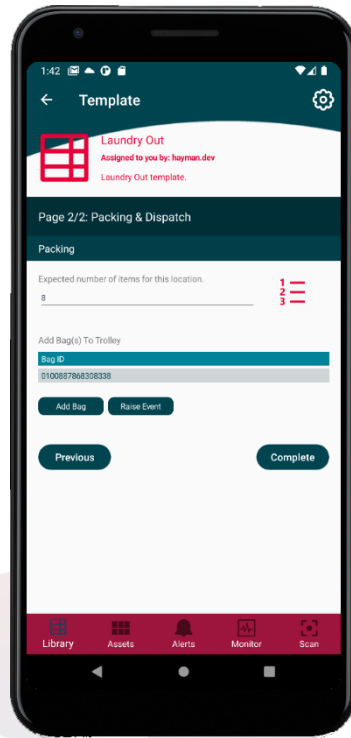 1:42
Template
Laundry Out
Assigned to you by: hayman.dev
Laundry Out template.
Page 2/2: Packing & Dispatch
Packing
Expected number of items for this location.
8
1
2
3
Add Bag(s) To Trolley
Bag ID
0100887868308338
Add Bag Raise Event
Previous Complete
Library Assets Alerts Monitor Scan